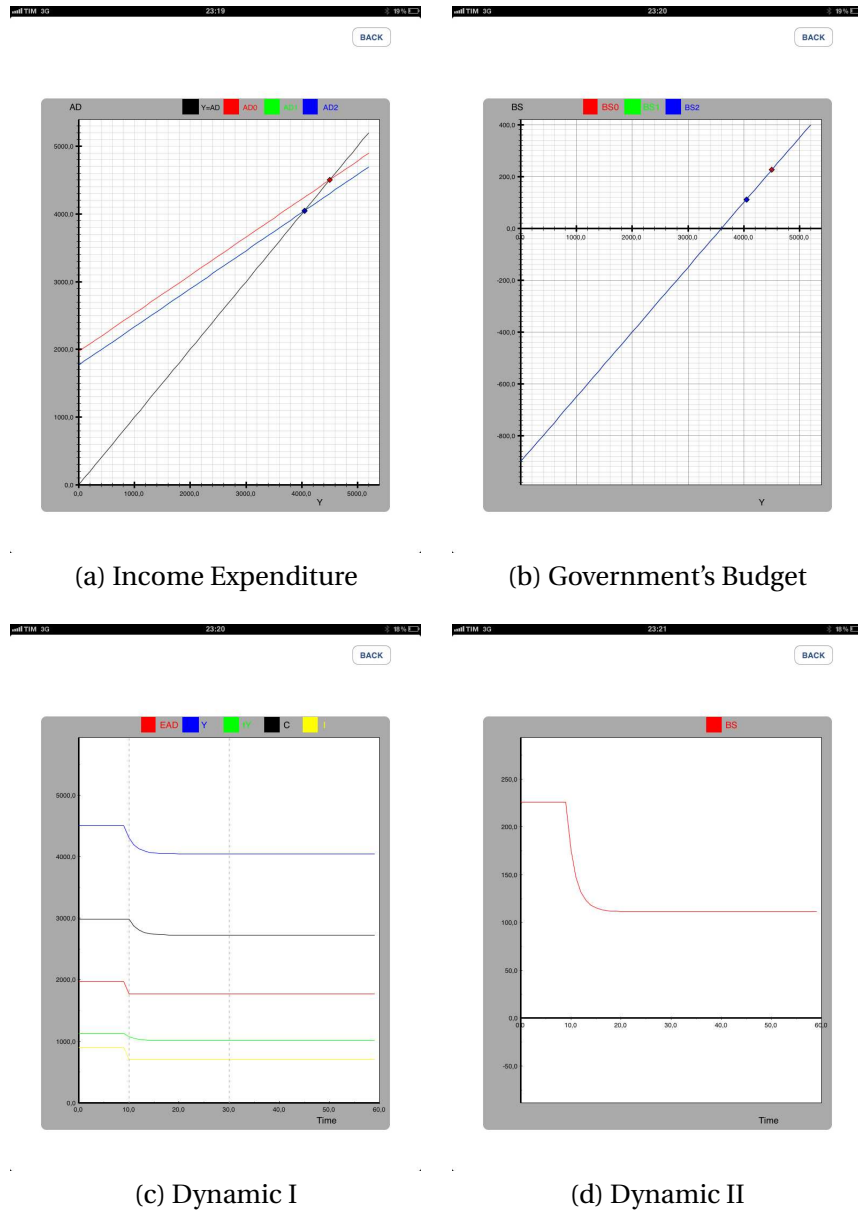 TIM 3G 23:19 19%
BACK
AD Y=AD AD0 AD1 AD2
5000,0
4000,0
3000,0
2000,0
1000,0
0,0
0,0 1000,0 2000,0 3000,0 4000,0 5000,0
Y
(a) Income Expenditure
TIM 3G 23:20 19%
BACK
BS BS0 BS1 BS2
400,0
200,0
0,0
0,0 1000,0 2000,0 3000,0 4000,0 5000,0
-200,0
-400,0
-600,0
-800,0
Y
(b) Government's Budget
TIM 3G 23:20 18%
BACK
EAD Y tY C I
5000,0
4000,0
3000,0
2000,0
1000,0
0,0
0,0 10,0 20,0 30,0 40,0 50,0 60,0
Time
(c) Dynamic I
TIM 3G 23:21 18%
BACK
BS
250,0
200,0
150,0
100,0
50,0
0,0
0,0 10,0 20,0 30,0 40,0 50,0 60,0
-50,0
Time
(d) Dynamic II